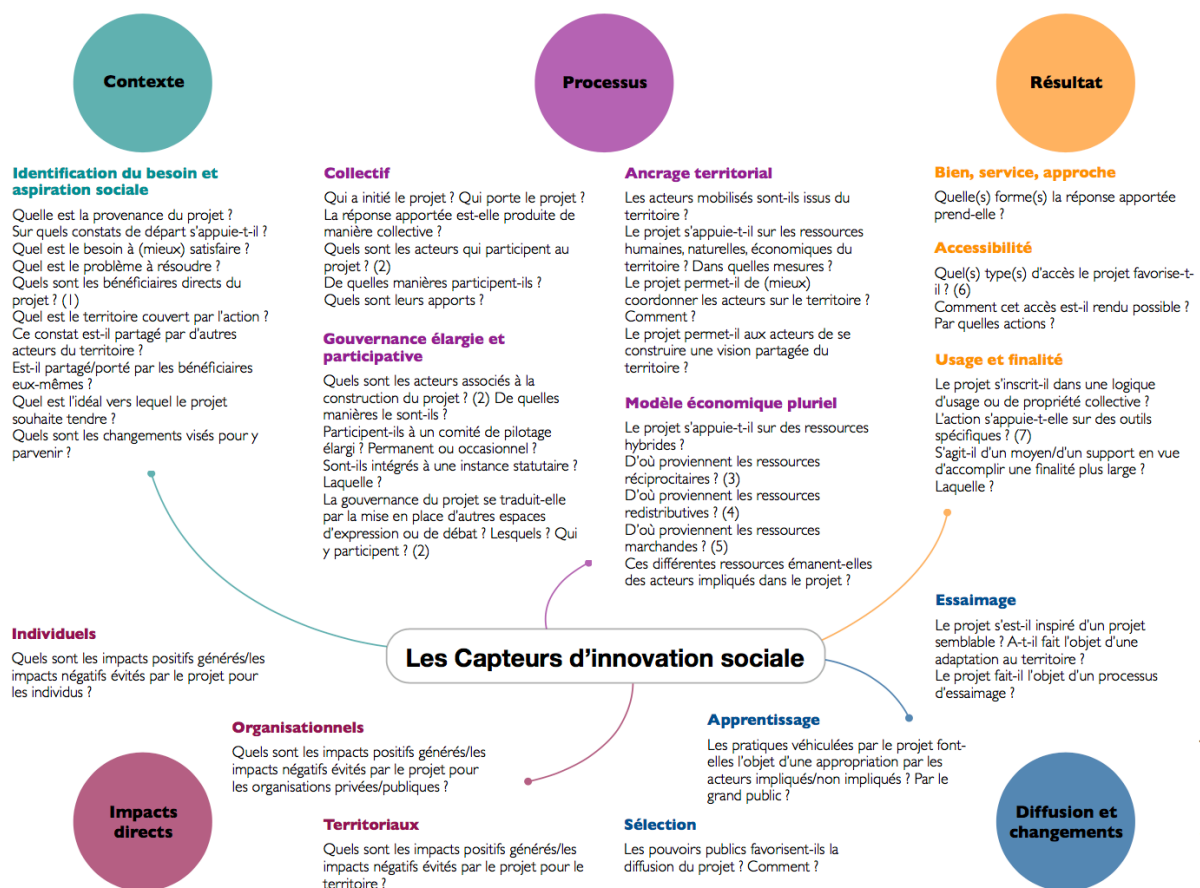 Contexte
Processus
Résultat
Identification du besoin et
aspiration sociale
Quelle est la provenance du projet ?
Sur quels constats de départ s'appuie-t-il ?
Quel est le besoin à (mieux) satisfaire ?
Quel est le problème à résoudre ?
Quels sont les bénéficiaires directs du
projet ? (1)
Quel est le territoire couvert par l'action ?
Ce constat est-il partagé par d'autres
acteurs du territoire ?
Est-il partagé/porté par les bénéficiaires
eux-mêmes ?
Quel est l'idéal vers lequel le projet
souhaite tendre ?
Quels sont les changements visés pour y
parvenir ?
Collectif
Qui a initié le projet ? Qui porte le projet ?
La réponse apportée est-elle produite de
manière collective ?
Quels sont les acteurs qui participent au
projet ? (2)
De quelles manières participent-ils ?
Quels sont leurs apports ?
Gouvernance élargie et
participative
Quels sont les acteurs associés à la
construction du projet ? (2) De quelles
manières le sont-ils ?
Participent-ils à un comité de pilotage
élargi ? Permanent ou occasionnel ?
Sont-ils intégrés à une instance statutaire ?
Laquelle ?
La gouvernance du projet se traduit-elle
par la mise en place d'autres espaces
d'expression ou de débat ? Lesquels ? Qui
y participent ? (2)
Ancrage territorial
Les acteurs mobilisés sont-ils issus du
territoire ?
Le projet s'appuie-t-il sur les ressources
humaines, naturelles, économiques du
territoire ? Dans quelles mesures ?
Le projet permet-il de (mieux)
coordonner les acteurs sur le territoire ?
Comment ?
Le projet permet-il aux acteurs de se
construire une vision partagée du
territoire ?
Modèle économique pluriel
Le projet s'appuie-t-il sur des ressources
hybrides ?
D'où proviennent les ressources
réciprocitaires ? (3)
D'où proviennent les ressources
redistributives ? (4)
D'où proviennent les ressources
marchandes ? (5)
Ces différentes ressources émanent-elles
des acteurs impliqués dans le projet ?
Bien, service, approche
Quelle(s) forme(s) la réponse apportée
prend-elle ?
Accessibilité
Quel(s) type(s) d'accès le projet favorise-t-
il ? (6)
Comment cet accès est-il rendu possible ?
Par quelles actions ?
Usage et finalité
Le projet s'inscrit-il dans une logique
d'usage ou de propriété collective ?
L'action s'appuie-t-elle sur des outils
spécifiques ? (7)
S'agit-il d'un moyen/d'un support en vue
d'accomplir une finalité plus large ?
Laquelle ?
Les Capteurs d'innovation sociale
Individuels
Quels sont les impacts positifs générés/les
impacts négatifs évités par le projet pour
les individus ?
Organisationnels
Quels sont les impacts positifs générés/les
impacts négatifs évités par le projet pour
les organisations privées/publiques ?
Territoriaux
Quels sont les impacts positifs générés/les
impacts négatifs évités par le projet pour le
territoire ?
Impacts
directs
Essaimage
Le projet s'est-il inspiré d'un projet
semblable ? A-t-il fait l'objet d'une
adaptation au territoire ?
Le projet fait-il l'objet d'un processus
d'essaimage ?
Apprentissage
Les pratiques véhiculées par le projet font-
elles l'objet d'une appropriation par les
acteurs impliqués/non impliqués ? Par le
grand public ?
Sélection
Les pouvoirs publics favorisent-ils la
diffusion du projet ? Comment ?
Diffusion et
changements